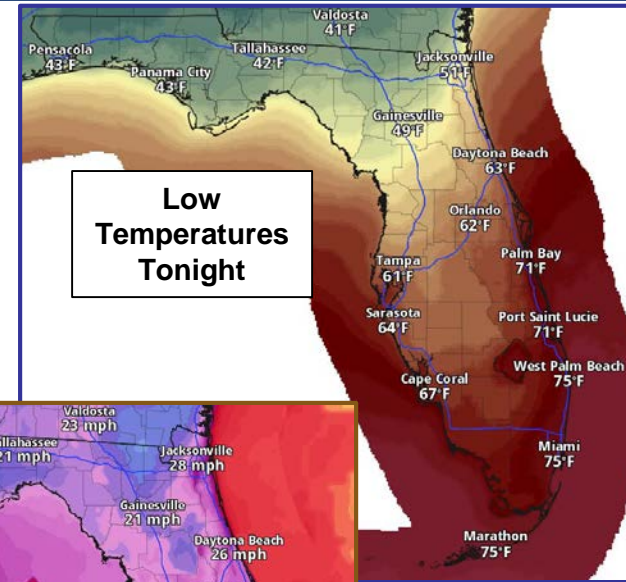 Valdosta
41°F
Pensacola
43°F
Tallahassee
42°F
Jacksonville
51°F
Panama City
43°F
Gainesville
49°F
Daytona Beach
63°F
Low
Temperatures
Tonight
Orlando
62°F
Tampa
61°F
Palm Bay
71°F
Sarasota
64°F
Port Saint Lucie
71°F
Cape Coral
67°F
West Palm Beach
75°F
Miami
75°F
Marathon
75°F
Valdosta
23 mph
allahassee
21 mph
Jacksonville
28 mph
Gainesville
21 mph
Daytona Beach
26 mph